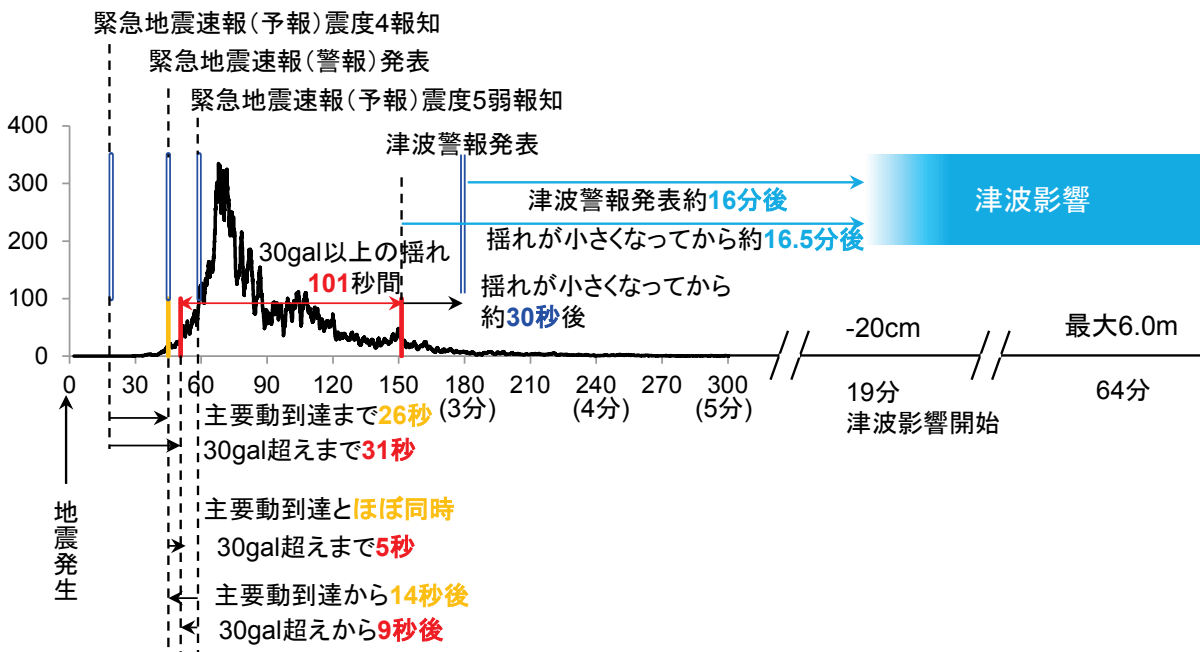 緊急地震速報(予報)震度4報知
緊急地震速報(警報)発表
緊急地震速報(予報)震度5弱報知
400
300
200
100
0
津波警報発表
津波警報発表約16分後
揺れが小さくなってから約16.5分後
津波影響
30gal以上の揺れ
101秒間
揺れが小さくなってから
約30秒後
-20cm
最大6.0m
0 30 60 90 120 150 180 210 240 270 300
(3分) (4分) (5分)
19分
津波影響開始
64分
主要動到達まで26秒
30gal超えまで31秒
地震発生
主要動到達とほぼ同時
30gal超えまで5秒
主要動到達から14秒後
30gal超えから9秒後